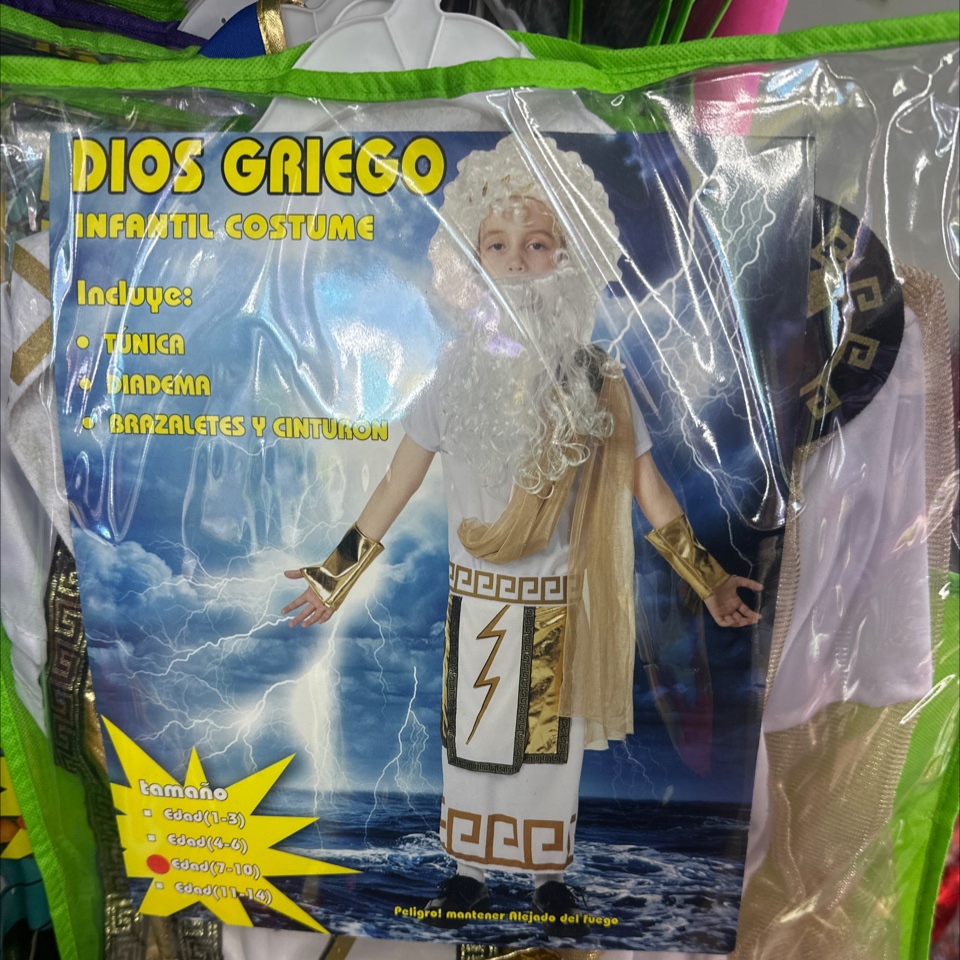 DIOS GRIEGO
INFANTIL COSTUME
Incluye:
• TÚNICA
• DIADEMA
• BRAZALETES Y CINTURÓN
tamaño
Edad(1-3)
Edad(4-6)
Edad(7-10)
Edad(11-14)
Peligro! mantener Alejado del fuego